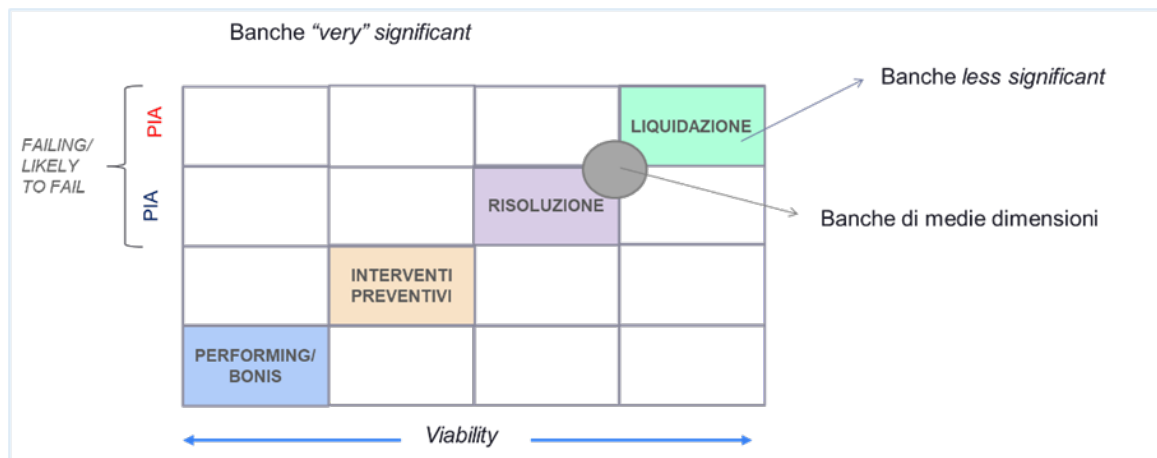 Banche “very” significant
Banche less significant
PIA
LIQUIDAZIONE
FAILING/
LIKELY
TO FAIL
PIA
RISOLUZIONE
Banche di medie dimensioni
INTERVENTI
PREVENTIVI
PERFORMING/
BONIS
Viability